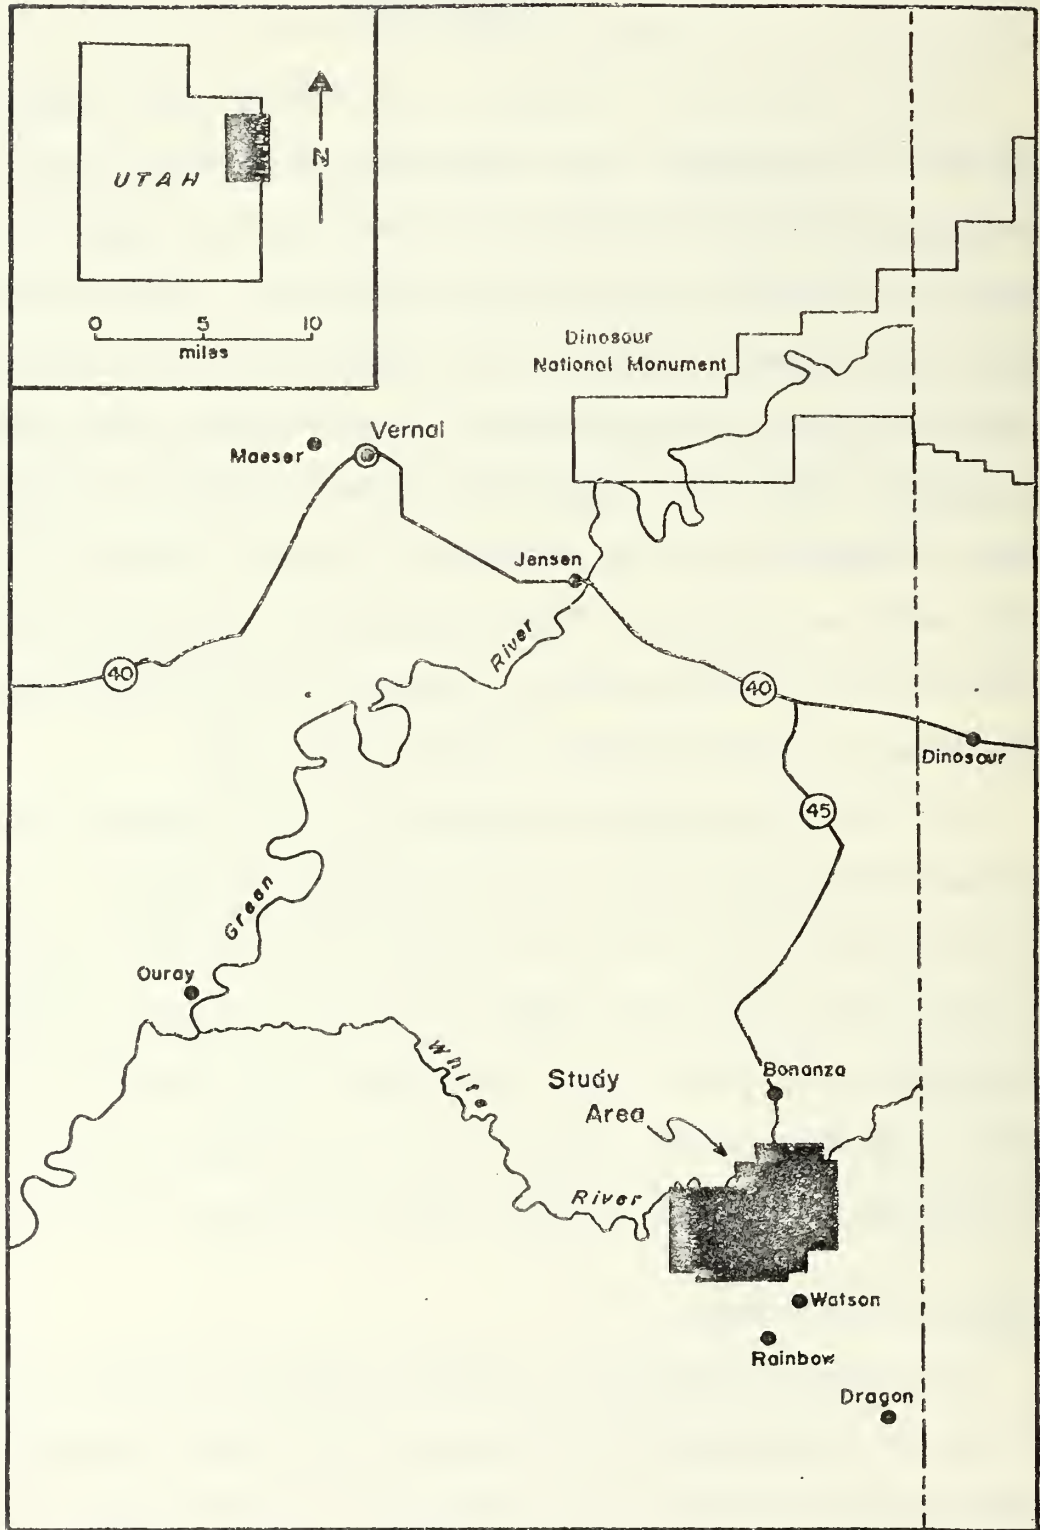 UTAH
N
0 5 10
miles
Dinosaur
National Monument
Vernal
Maeser
Jensen
River
40
40
Dinosaur
45
Green
Ouray
White
Bonanza
Study
Area
River
Watson
Rainbow
Dragon